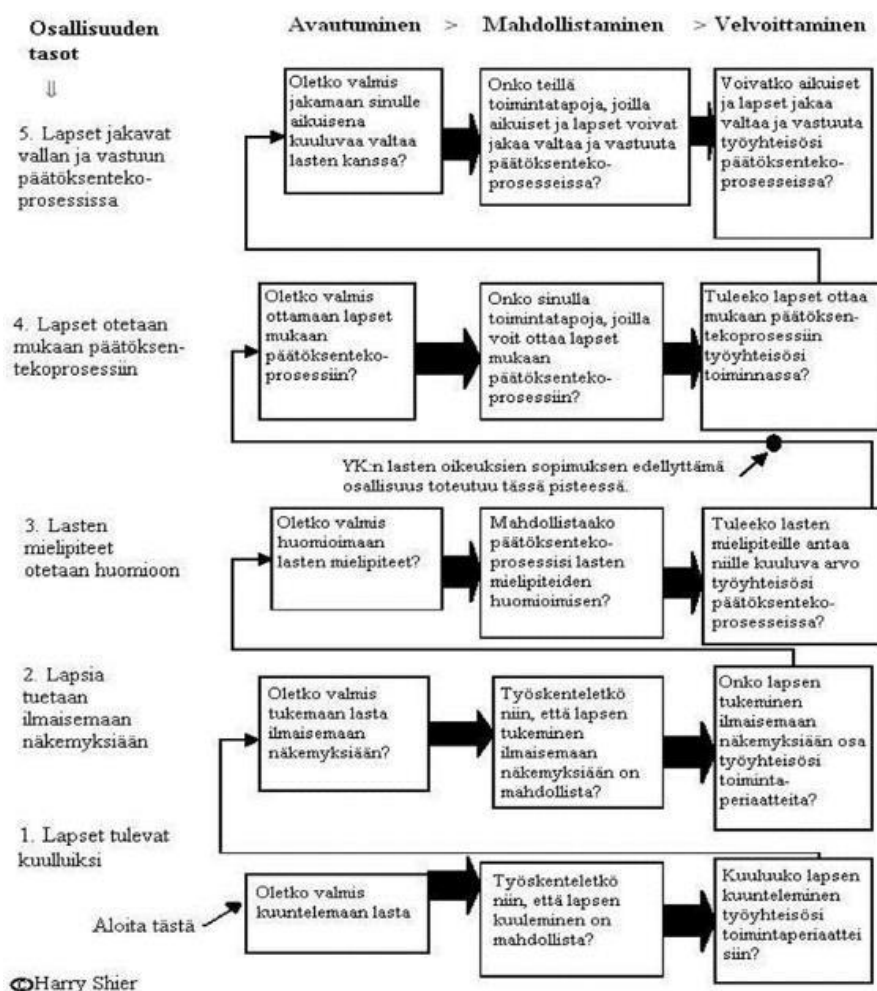 Osallisuuden
tasot
⇓
Avautuminen > Mahdollistaminen > Velvoittaminen
5. Lapset jakavat
vallan ja vastuun
päätöksenteko-
prosessissa
Oletko valmis
jakamaan sinulle
aikuisena
kuuluvaa valtaa
lasten kanssa?
Onko teillä
toimintatapoja, joilla
aikuiset ja lapset voivat
jakaa valtaa ja vastuuta
päätöksenteko-
prosesseissa?
Voivatko aikuiset
ja lapset jakaa
valtaa ja vastuuta
työyhteisösi
päätöksenteko-
prosesseissa?
4. Lapset otetaan
mukaan päätöksen-
tekoprosessiin
Oletko valmis
ottamaan lapset
mukaan
päätöksenteko-
prosessiin?
Onko sinulla
toimintatapoja, joilla
voit ottaa lapset
mukaan
päätöksenteko-
prosessiin?
Tuleeko lapset ottaa
mukaan päätöksen-
tekoprosessiin
työyhteisösi
toiminnassa?
YK:n lasten oikeuksien sopimuksen edellyttämä
osallisuus toteutuu tässä pisteessä.
3. Lasten
mielipiteet
otetaan huomioon
Oletko valmis
huomioimaan
lasten mielipiteet?
Mahdollistaako
päätöksenteko-
prosessisi lasten
mielipiteiden
huomioimisen?
Tuleeko lasten
mielipiteille antaa
niille kuuluva arvo
työyhteisösi
päätöksenteko-
prosesseissa?
2. Lapsia
tuetaan
ilmaisemaan
näkemyksiään
Oletko valmis
tukemaan lasta
ilmaisemaan
näkemyksiään?
Työskenteletkö
niin, että lapsen
tukeminen
ilmaisemaan
näkemyksiään on
mahdollista?
Onko lapsen
tukeminen
ilmaisemaan
näkemyksiään osa
työyhteisösi
toiminta-
periaatteita?
1. Lapset tulevat
kuulluiksi
Aloita tästä
Oletko valmis
kuuntelemaan lasta
Työskenteletkö
niin, että lapsen
kuuleminen on
mahdollista?
Kuuluuko lapsen
kuunteleminen
työyhteisösi
toimintaperiaattei
siin?
©Harry Shier